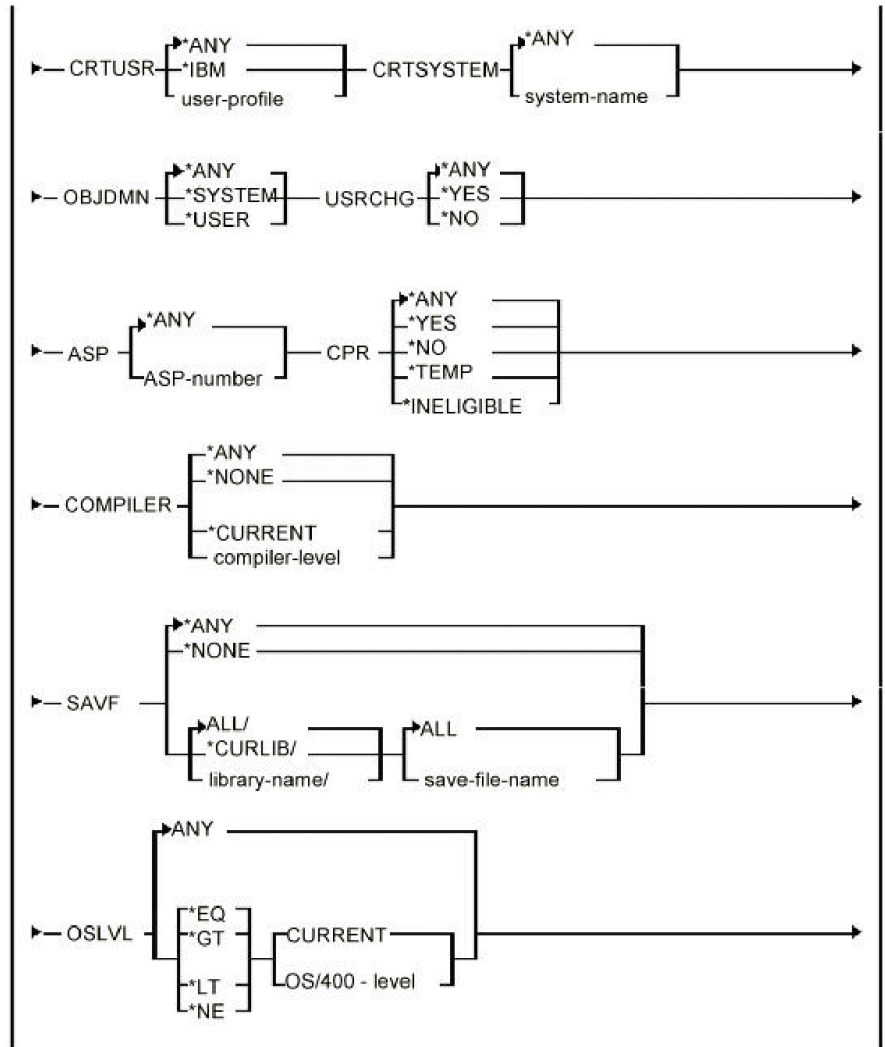 *ANY
*ANY
CRTUSR *IBM CRTSYSTEM
user-profile
system-name
*ANY
*ANY
OBJDMN *SYSTEM USRCHG *YES
*USER
*NO
*ANY
*ANY
*YES
ASP
CPR
*NO
ASP-number
*TEMP
*INELIGIBLE
*ANY
*NONE
COMPILER
*CURRENT
compiler-level
*ANY
*NONE
SAVF
ALL/
ALL
*CURLIB/
library-name/
save-file-name
ANY
*EQ
OSLVL
*GT
CURRENT
*LT
OS/400 - level
*NE